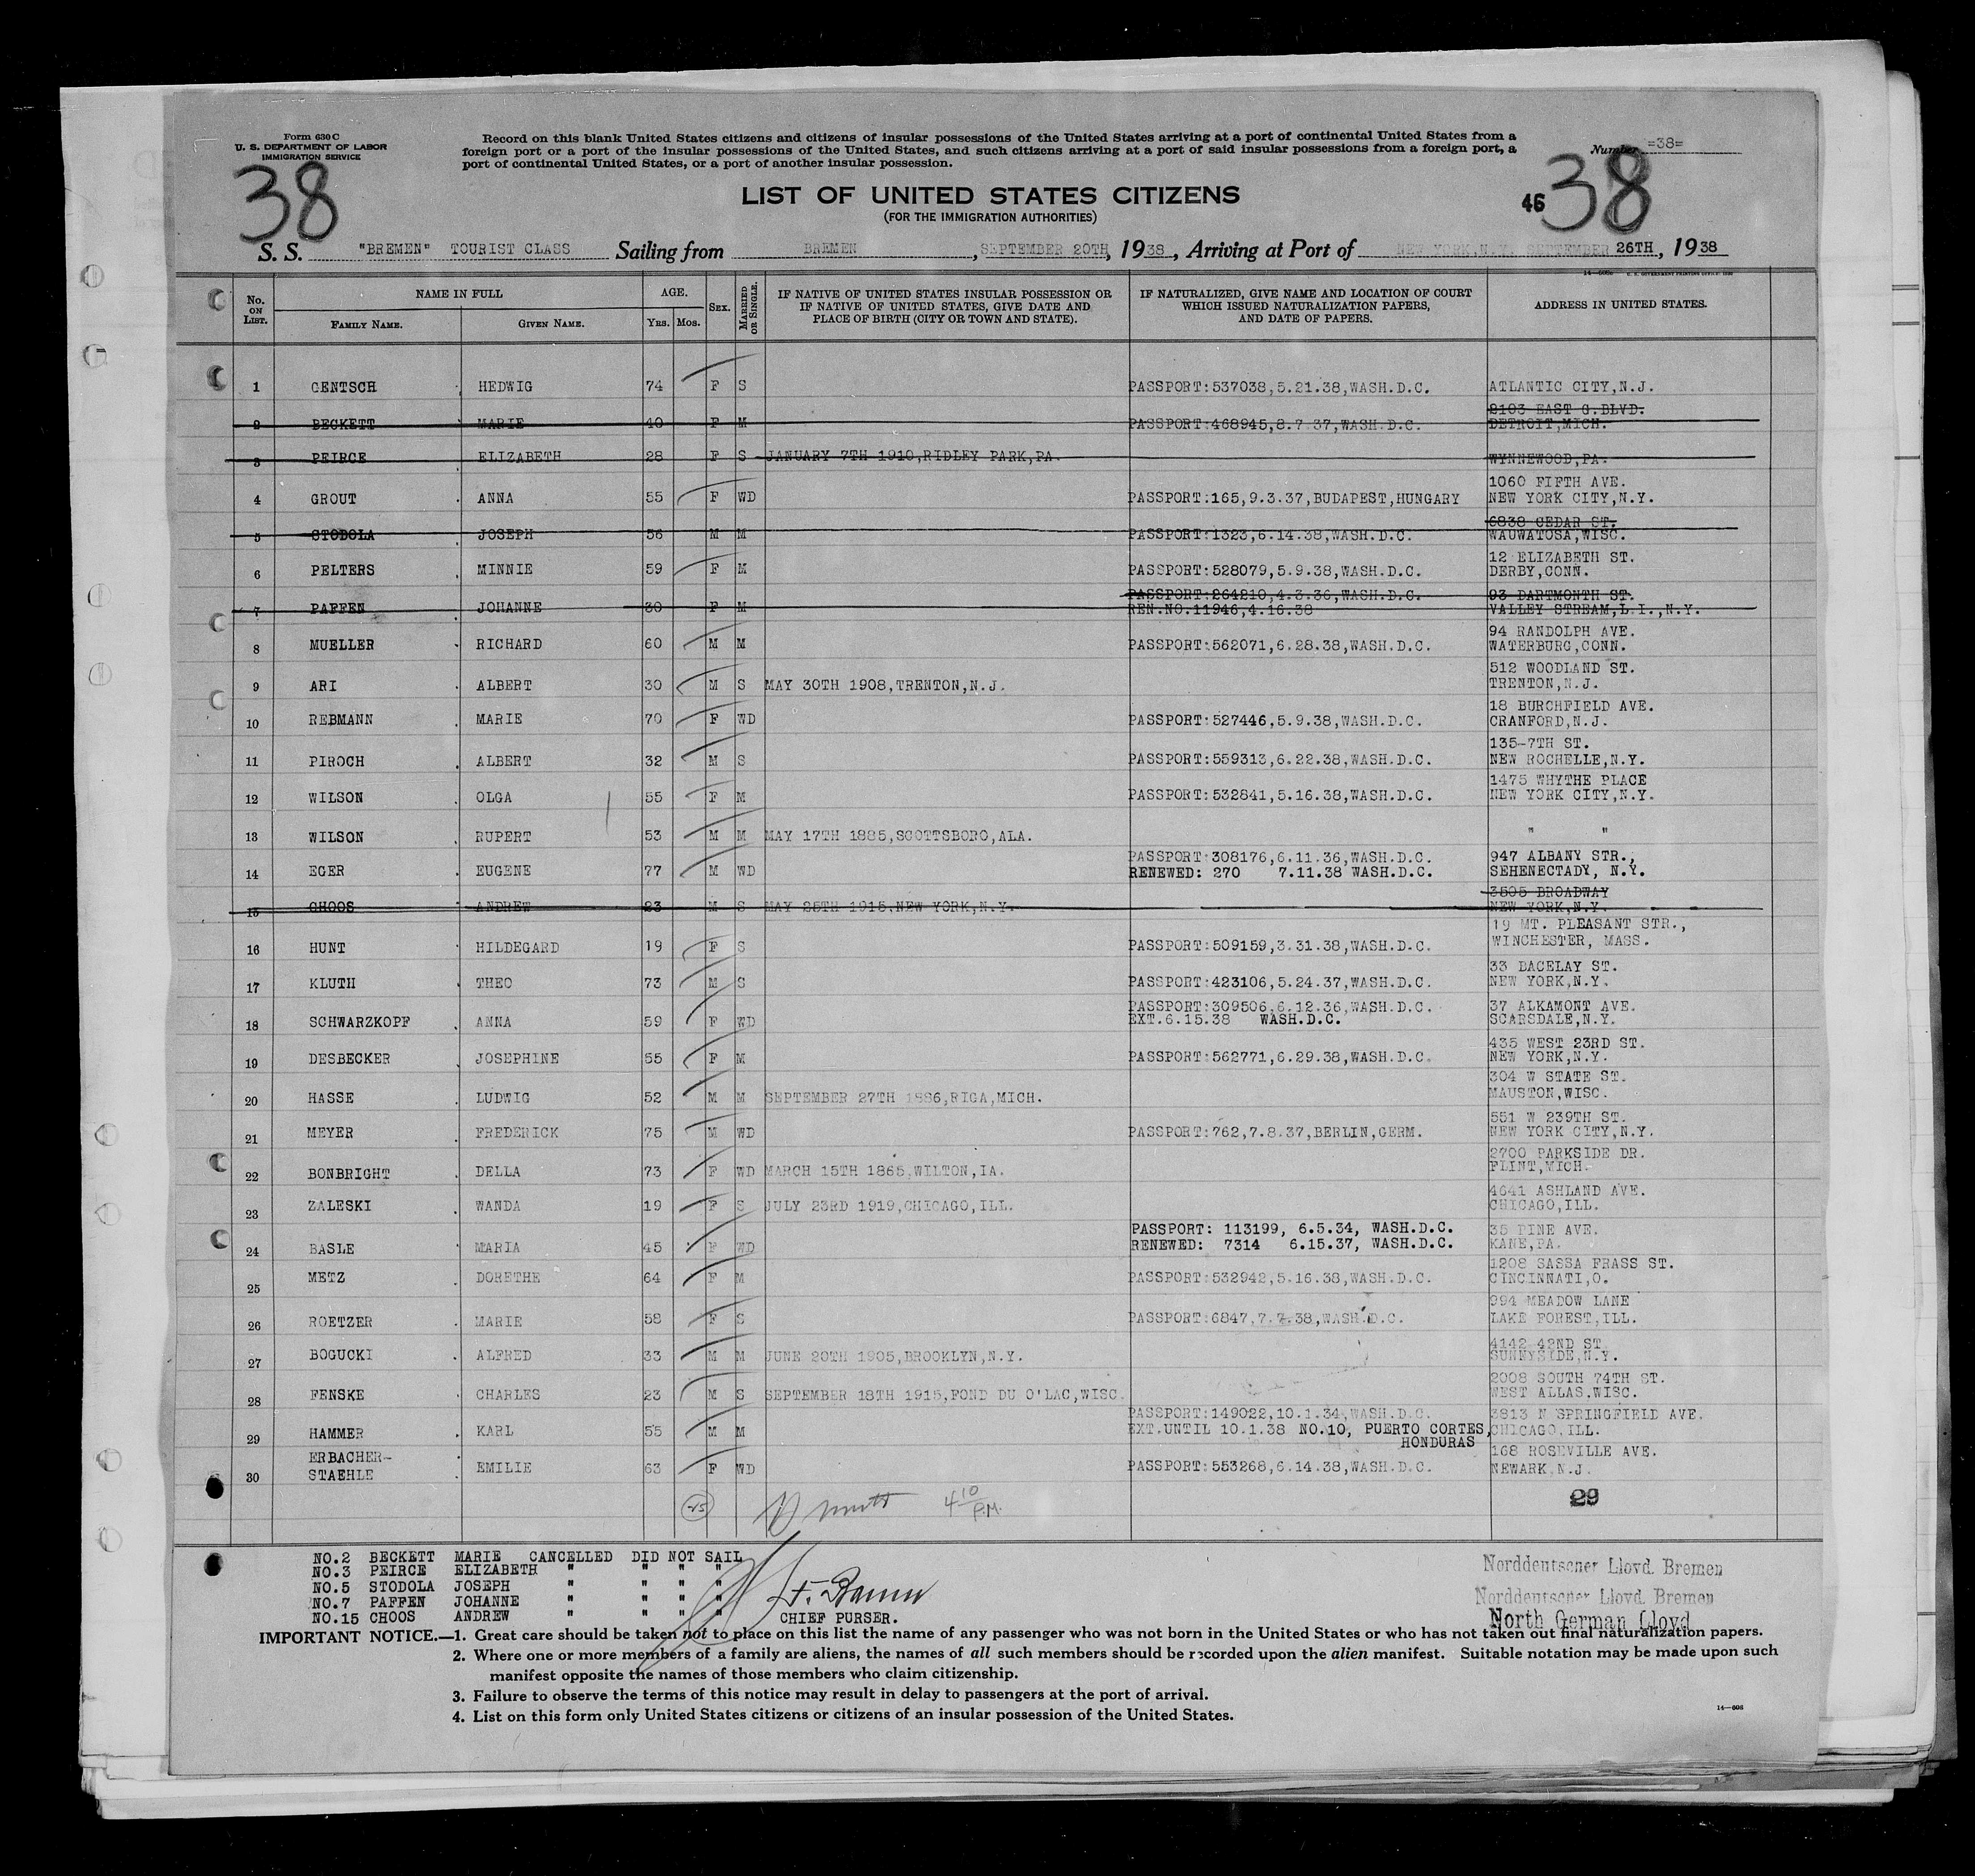 Form 630 C
U. S. DEPARTMENT OF LABOR
IMMIGRATION SERVICE
Record on this blank United States citizens and citizens of insular possessions of the United States arriving at a port of continental United States from a
foreign port or a port of the insular possessions of the United States, and such citizens arriving at a port of said insular possessions from a foreign port, a
port of continental United States, or a port of another insular possession.
Number =38=
38
46 38
LIST OF UNITED STATES CITIZENS
(FOR THE IMMIGRATION AUTHORITIES)
S. S. "BREMEN" TOURIST CLASS Sailing from BREMEN, SEPTEMBER 20TH, 1938, Arriving at Port of NEW YORK, N.Y. SEPTEMBER 26TH, 1938
No. ON LIST. NAME IN FULL FAMILY NAME. GIVEN NAME. AGE. YRS. MOS. SEX. MARRIED OR SINGLE. IF NATIVE OF UNITED STATES INSULAR POSSESSION OR IF NATIVE OF UNITED STATES, GIVE DATE AND PLACE OF BIRTH (CITY OR TOWN AND STATE). IF NATURALIZED, GIVE NAME AND LOCATION OF COURT WHICH ISSUED NATURALIZATION PAPERS, AND DATE OF PAPERS. ADDRESS IN UNITED STATES.
1 GENTSCH HEDWIG 74 F S PASSPORT:537038,5.21.38,WASH.D.C. ATLANTIC CITY,N.J.
2 BECKETT MARIE 40 F M PASSPORT:468945,8.7.37,WASH.D.C. 2103 EAST G.BLVD. DETROIT,MICH.
3 PEIRCE ELIZABETH 28 F S JANUARY 7TH 1910,RIDLEY PARK,PA. WYNNEWOOD,PA.
4 GROUT ANNA 55 F WD PASSPORT:165,9.3.37,BUDAPEST,HUNGARY 1060 FIFTH AVE. NEW YORK CITY,N.Y.
5 STODOLA JOSEPH 56 M M PASSPORT:1323,6.14.38,WASH.D.C. 6838 CEDAR ST. WAUWATOSA,WISC.
6 PELTERS MINNIE 59 F M PASSPORT:528079,5.9.38,WASH.D.C. 12 ELIZABETH ST. DERBY,CONN.
7 PAFFEN JOHANNE 30 F M PASSPORT:264210,4.3.36,WASH.D.C. REN.NO.11946,4.16.38 93 DARTMONTH ST. VALLEY STREAM,L.I.,N.Y.
8 MUELLER RICHARD 60 M M PASSPORT:562071,6.28.38,WASH.D.C. 94 RANDOLPH AVE. WATERBURG,CONN.
9 ARI ALBERT 30 M S MAY 30TH 1908,TRENTON,N.J. 512 WOODLAND ST. TRENTON,N.J.
10 REBMANN MARIE 70 F WD PASSPORT:527446,5.9.38,WASH.D.C. 18 BURCHFIELD AVE. CRANFORD,N.J.
11 PIROCH ALBERT 32 M S PASSPORT:559313,6.22.38,WASH.D.C. 135-7TH ST. NEW ROCHELLE,N.Y.
12 WILSON OLGA 55 F M PASSPORT:532841,5.16.38,WASH.D.C. 1475 WHYTHE PLACE NEW YORK CITY,N.Y.
13 WILSON RUPERT 53 M M MAY 17TH 1885,SCOTTSBORO,ALA. " "
14 EGER EUGENE 77 M WD PASSPORT:308176,6.11.36,WASH.D.C. RENEWED: 270 7.11.38 WASH.D.C. 947 ALBANY STR., SEHENECTADY, N.Y.
15 CHOOS ANDREW 23 M S MAY 25TH 1915,NEW YORK,N.Y. 3505 BROADWAY NEW YORK,N.Y.
16 HUNT HILDEGARD 19 F S PASSPORT:509159,3.31.38,WASH.D.C. 19 MT. PLEASANT STR., WINCHESTER, MASS.
17 KLUTH THEO 73 M S PASSPORT:423106,5.24.37,WASH.D.C. 33 DACELAY ST. NEW YORK,N.Y.
18 SCHWARZKOPF ANNA 59 F WD PASSPORT:309506,6.12.36,WASH.D.C. EXT.6.15.38 WASH.D.C. 37 ALKAMONT AVE. SCARSDALE,N.Y.
19 DESBECKER JOSEPHINE 55 F M PASSPORT:562771,6.29.38,WASH.D.C. 435 WEST 23RD ST. NEW YORK,N.Y.
20 HASSE LUDWIG 52 M M SEPTEMBER 27TH 1886,RIGA,MICH. 304 W STATE ST. MAUSTON,WISC.
21 MEYER FREDERICK 75 M WD PASSPORT:762,7.8.37,BERLIN,GERM. 551 W 239TH ST. NEW YORK CITY,N.Y.
22 BONBRIGHT DELLA 73 F WD MARCH 15TH 1865,WILTON,IA. 2700 PARKSIDE DR. FLINT,MICH.
23 ZALESKI WANDA 19 F S JULY 23RD 1919,CHICAGO,ILL. 4641 ASHLAND AVE. CHICAGO,ILL.
24 BASLE MARIA 45 F WD PASSPORT: 113199, 6.5.34, WASH.D.C. RENEWED: 7314 6.15.37, WASH.D.C. 35 PINE AVE. KANE,PA.
25 METZ DORETHE 64 F M PASSPORT:532942,5.16.38,WASH.D.C. 1208 SASSA FRASS ST. CINCINNATI,O.
26 ROETZER MARIE 58 F S PASSPORT:6847,7.7.38,WASH.D.C. 994 MEADOW LANE LAKE FOREST,ILL.
27 BOGUCKI ALFRED 33 M M JUNE 20TH 1905,BROOKLYN,N.Y. 4142 42ND ST SUNNYSIDE,N.Y.
28 FENSKE CHARLES 23 M S SEPTEMBER 18TH 1915,FOND DU O'LAC,WISC. 2008 SOUTH 74TH ST. WEST ALLAS,WISC.
29 HAMMER KARL 55 M M PASSPORT:149022,10.1.34,WASH.D.C. EXT.UNTIL 10.1.38 NO.10, PUERTO CORTES, HONDURAS 3813 N SPRINGFIELD AVE. CHICAGO,ILL.
30 ERBACHER-STAEHLE EMILIE 63 F WD PASSPORT:553268,6.14.38,WASH.D.C. 168 ROSEVILLE AVE. NEWARK,N.J.
4 10 P.M.
29
NO.2 BECKETT MARIE CANCELLED DID NOT SAIL
NO.3 PEIRCE ELIZABETH " " " "
NO.5 STODOLA JOSEPH " " " "
NO.7 PAFFEN JOHANNE " " " "
NO.15 CHOOS ANDREW " " " "
CHIEF PURSER.
Norddeutscher Lloyd Bremen
Norddeutscher Lloyd Bremen
North German Lloyd
IMPORTANT NOTICE.—1. Great care should be taken not to place on this list the name of any passenger who was not born in the United States or who has not taken out final naturalization papers.
2. Where one or more members of a family are aliens, the names of all such members should be recorded upon the alien manifest. Suitable notation may be made upon such
manifest opposite the names of those members who claim citizenship.
3. Failure to observe the terms of this notice may result in delay to passengers at the port of arrival.
4. List on this form only United States citizens or citizens of an insular possession of the United States.
14—608